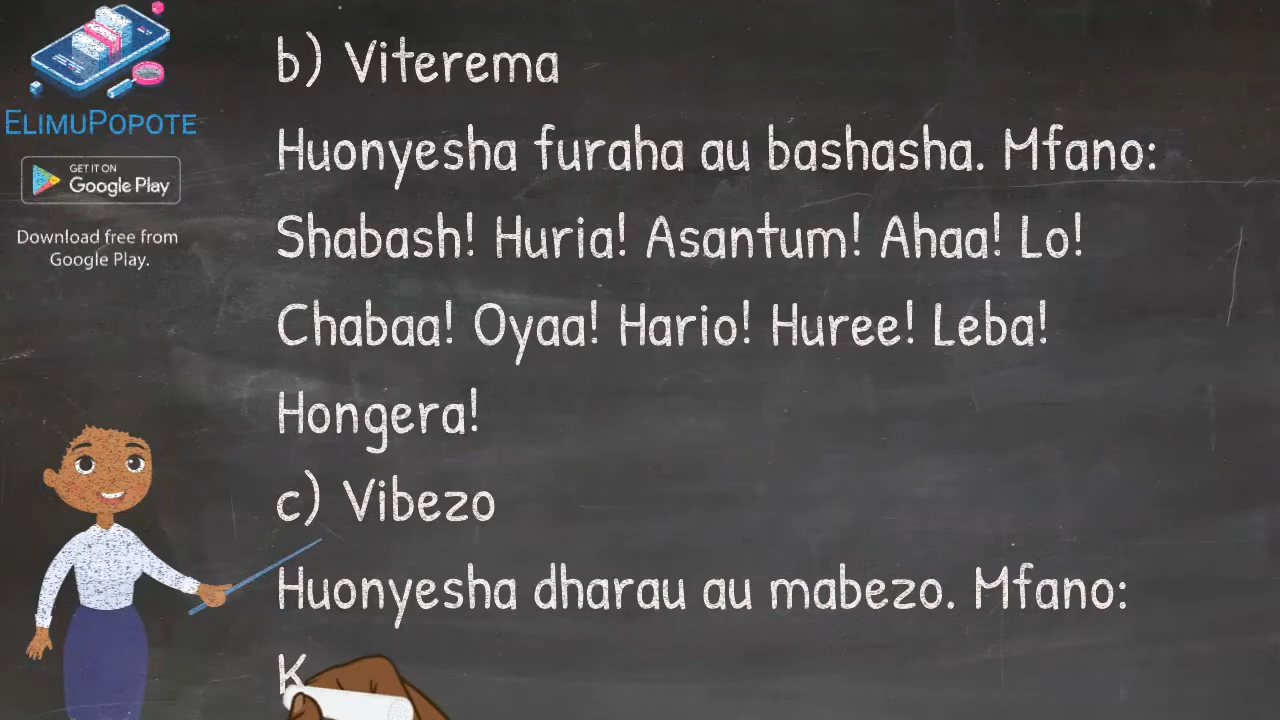 ELIMUPOPOTE
GET IT ON
Google Play
Download free from
Google Play.
b) Viterema
Huonyesha furaha au bashasha. Mfano:
Shabash! Huria! Asantum! Ahaa! Lo!
Chabaa! Oyaa! Hario! Huree! Leba!
Hongera!
c) Vibezo
Huonyesha dharau au mabezo. Mfano:
K